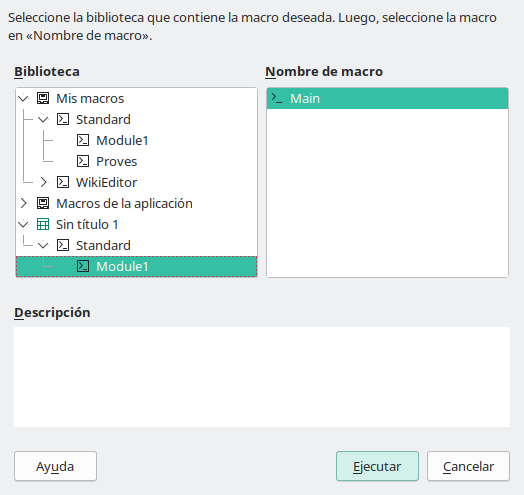 Seleccione la biblioteca que contiene la macro deseada. Luego, seleccione la macro
en «Nombre de macro».
Biblioteca
Mis macros
Standard
Module1
Proves
WikiEditor
Macros de la aplicación
Sin título 1
Standard
Module1
Nombre de macro
Main
Descripción
Ayuda
Ejecutar
Cancelar